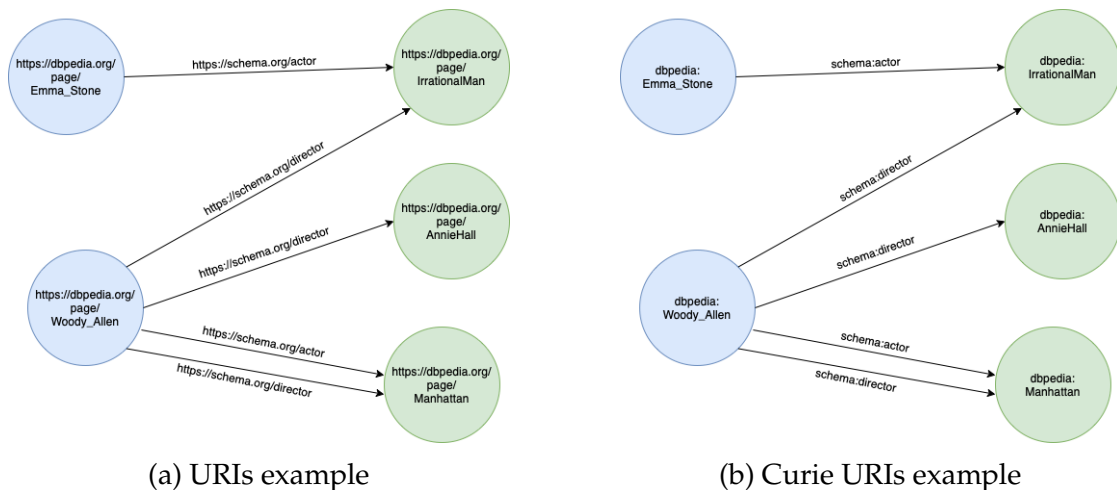 https://dbpedia.org/
page/
Emma_Stone
https://schema.org/actor
https://dbpedia.org/
page/
IrrationalMan
https://schema.org/director
https://dbpedia.org/
page/
AnnieHall
https://schema.org/director
https://dbpedia.org/
page/
Woody_Allen
https://schema.org/actor
https://schema.org/director
https://dbpedia.org/
page/
Manhattan
(a) URIs example
dbpedia:
Emma_Stone
schema:actor
dbpedia:
IrrationalMan
schema:director
dbpedia:
AnnieHall
schema:director
dbpedia:
Woody_Allen
schema:actor
schema:director
dbpedia:
Manhattan
(b) Curie URIs example